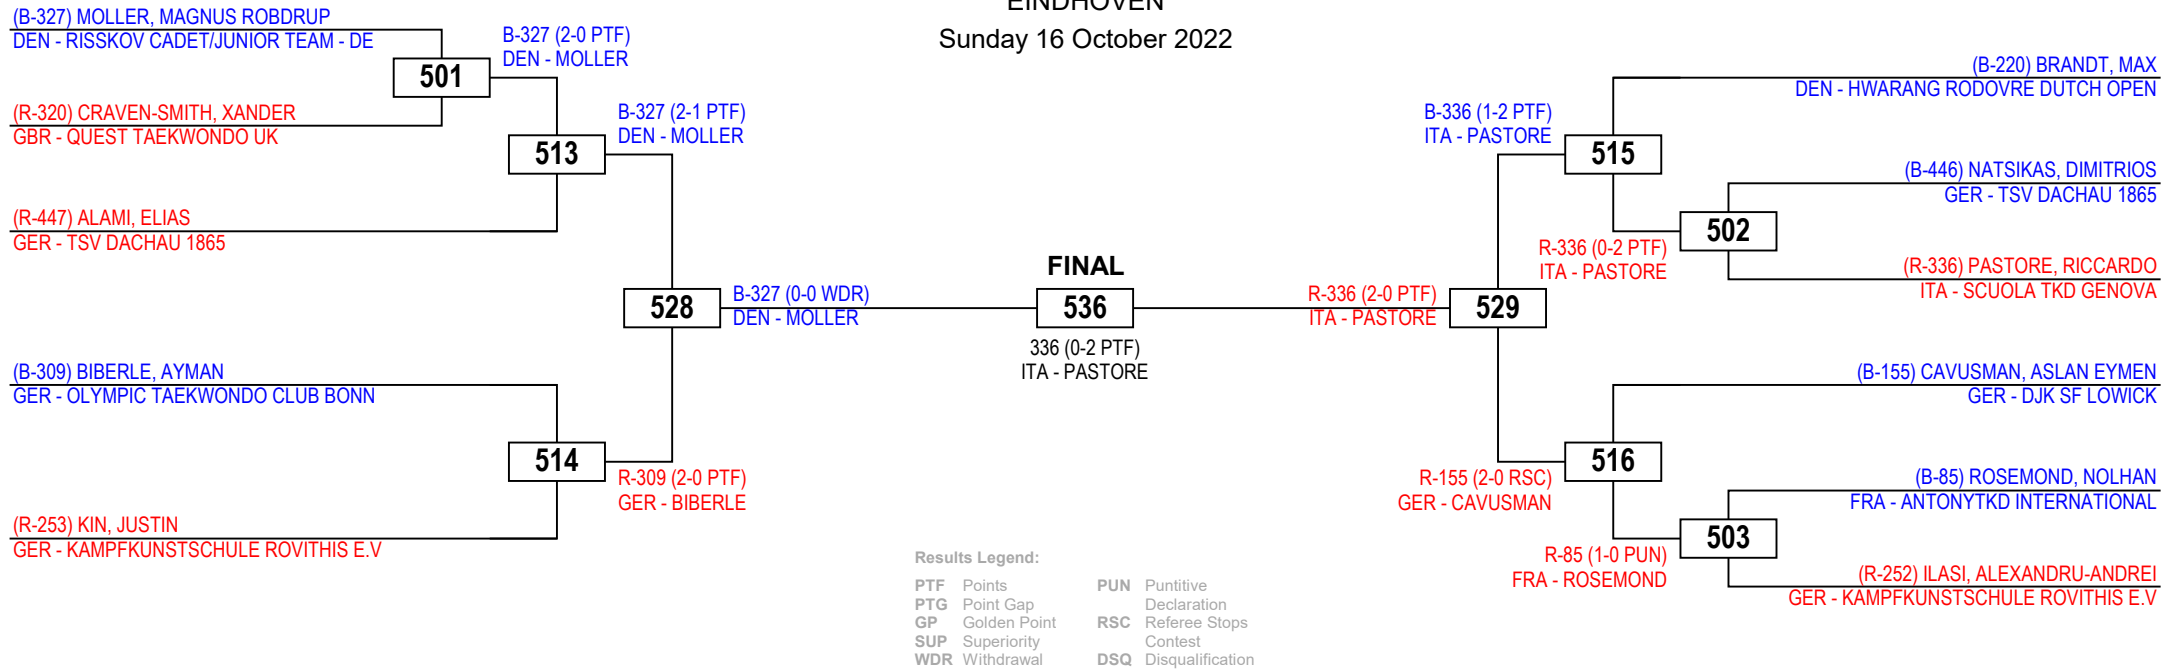 EINDHOVEN
Sunday 16 October 2022
(B-327) MOLLER, MAGNUS ROBDRUP
DEN - RISSKOV CADET/JUNIOR TEAM - DE
501
(R-320) CRAVEN-SMITH, XANDER
GBR - QUEST TAEKWONDO UK
B-327 (2-0 PTF)
DEN - MOLLER
513
(R-447) ALAMI, ELIAS
GER - TSV DACHAU 1865
B-327 (2-1 PTF)
DEN - MOLLER
528
(B-309) BIBERLE, AYMAN
GER - OLYMPIC TAEKWONDO CLUB BONN
514
(R-253) KIN, JUSTIN
GER - KAMPFKUNSTSCHULE ROVITHIS E.V
R-309 (2-0 PTF)
GER - BIBERLE
B-327 (0-0 WDR)
DEN - MOLLER
FINAL
536
336 (0-2 PTF)
ITA - PASTORE
R-336 (2-0 PTF)
ITA - PASTORE
529
B-336 (1-2 PTF)
ITA - PASTORE
515
(B-220) BRANDT, MAX
DEN - HWARANG RODOVRE DUTCH OPEN
(B-446) NATSIKAS, DIMITRIOS
GER - TSV DACHAU 1865
502
R-336 (0-2 PTF)
ITA - PASTORE
(R-336) PASTORE, RICCARDO
ITA - SCUOLA TKD GENOVA
(B-155) CAVUSMAN, ASLAN EYMEN
GER - DJK SF LOWICK
516
R-155 (2-0 RSC)
GER - CAVUSMAN
(B-85) ROSEMOND, NOLHAN
FRA - ANTONYTKD INTERNATIONAL
503
R-85 (1-0 PUN)
FRA - ROSEMOND
(R-252) ILASI, ALEXANDRU-ANDREI
GER - KAMPFKUNSTSCHULE ROVITHIS E.V
Results Legend:
PTF Points
PTG Point Gap
GP Golden Point
SUP Superiority
WDR Withdrawal
PUN Puntitive
Declaration
RSC Referee Stops
Contest
DSQ Disqualification